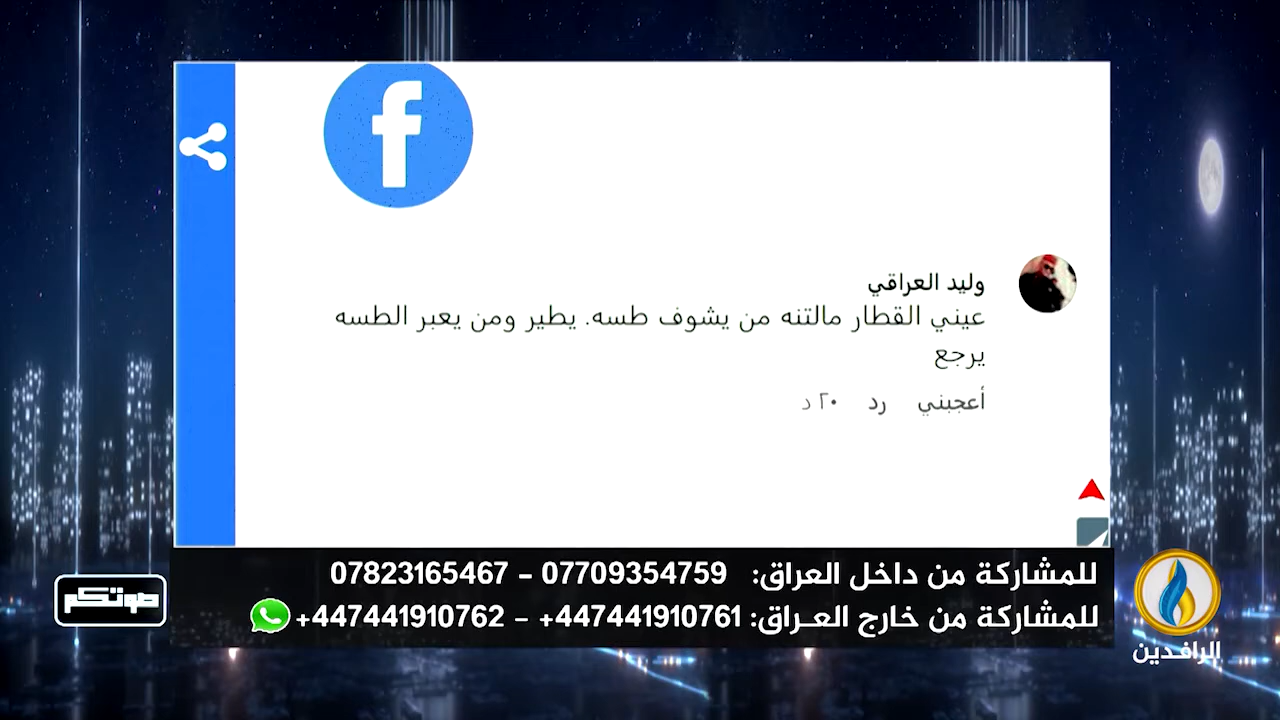 f
وليد العراقي
عيني القطار مالتنه من يشوف طسه. يطير ومن يعبر الطسه
يرجع
أعجبني رد ٢٠ د
للمشاركة من داخل العراق: 07709354759 - 07823165467
للمشاركة من خارج العراق: 447441910761+ - 447441910762+
صوتكم
الرافدين